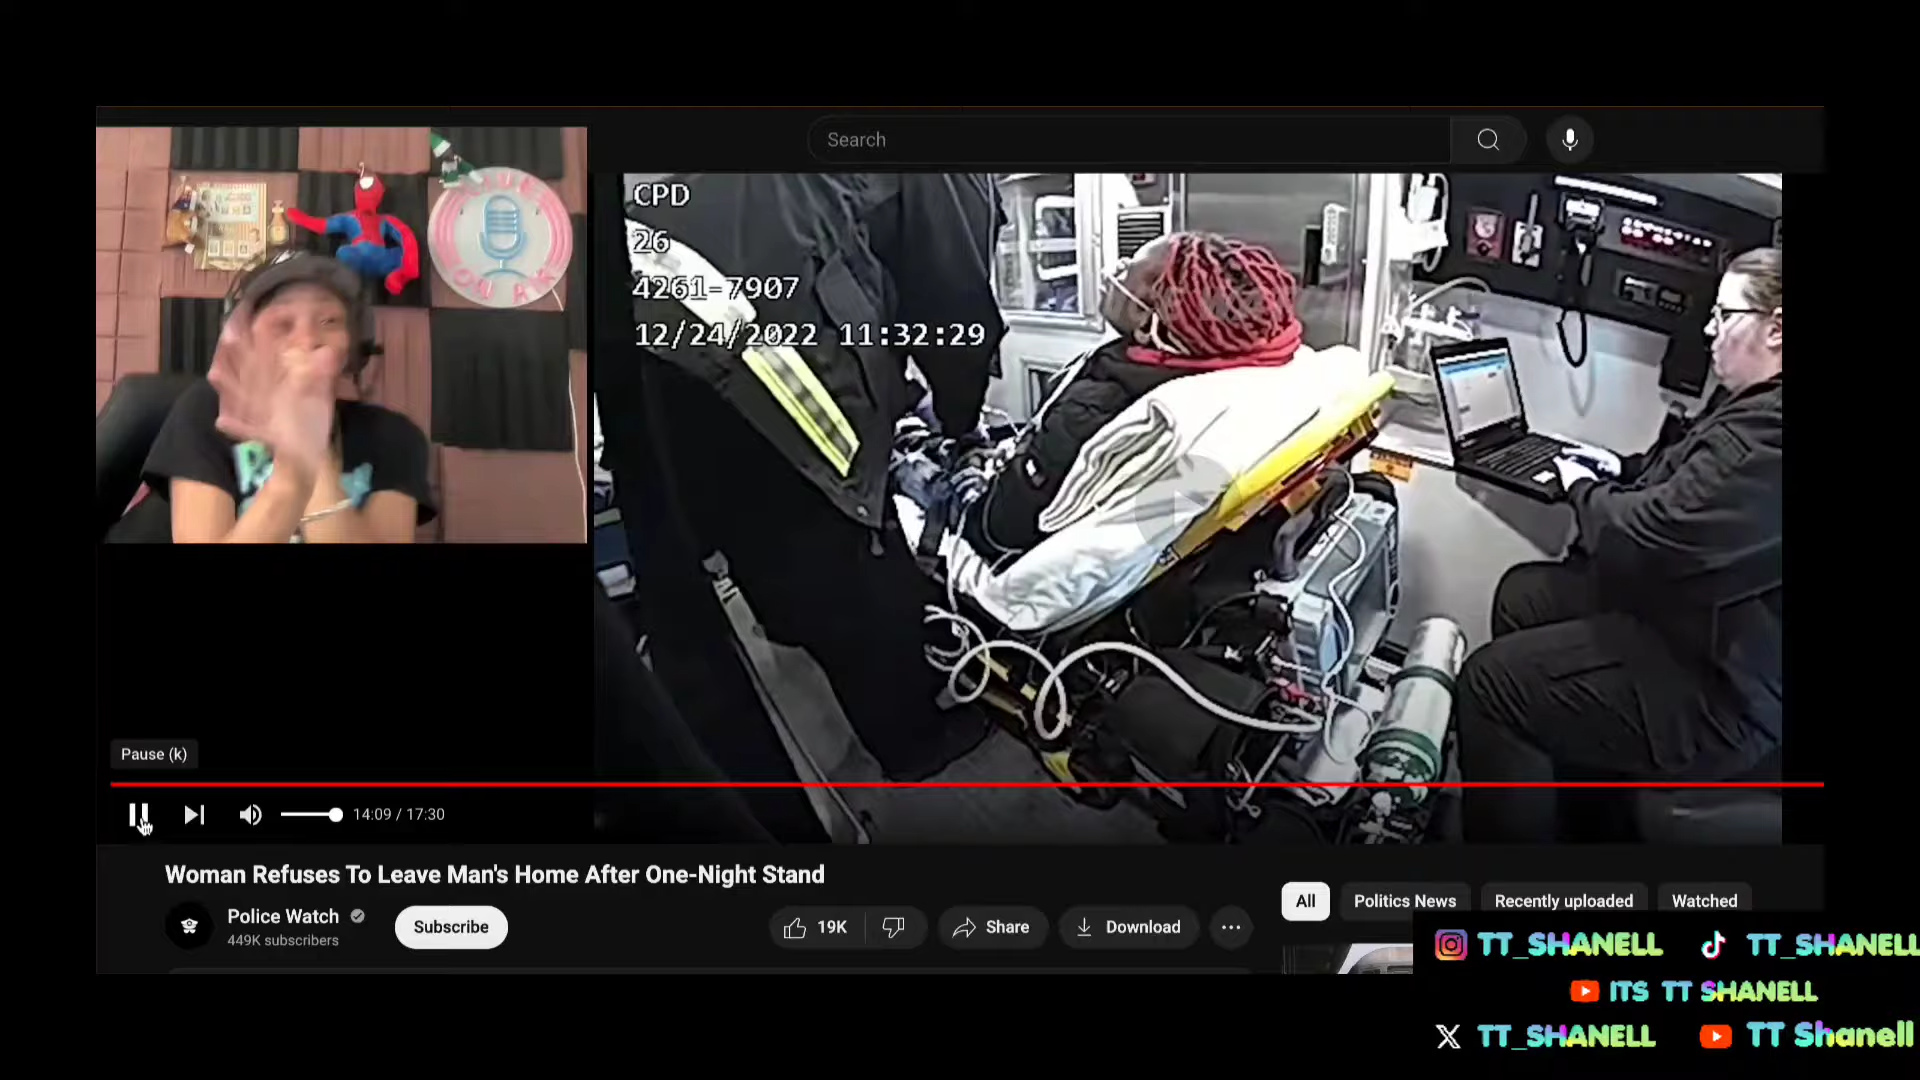 Search
CPD
26
4261-7907
12/24/2022 11:32:29
Pause (k)
14:09 / 17:30
Woman Refuses To Leave Man's Home After One-Night Stand
Police Watch
449K subscribers
Subscribe
19K
Share
Download
All
Politics News
Recently uploaded
Watched
TT_SHANELL
TT_SHANELL
ITS TT SHANELL
TT_SHANELL
TT Shanell